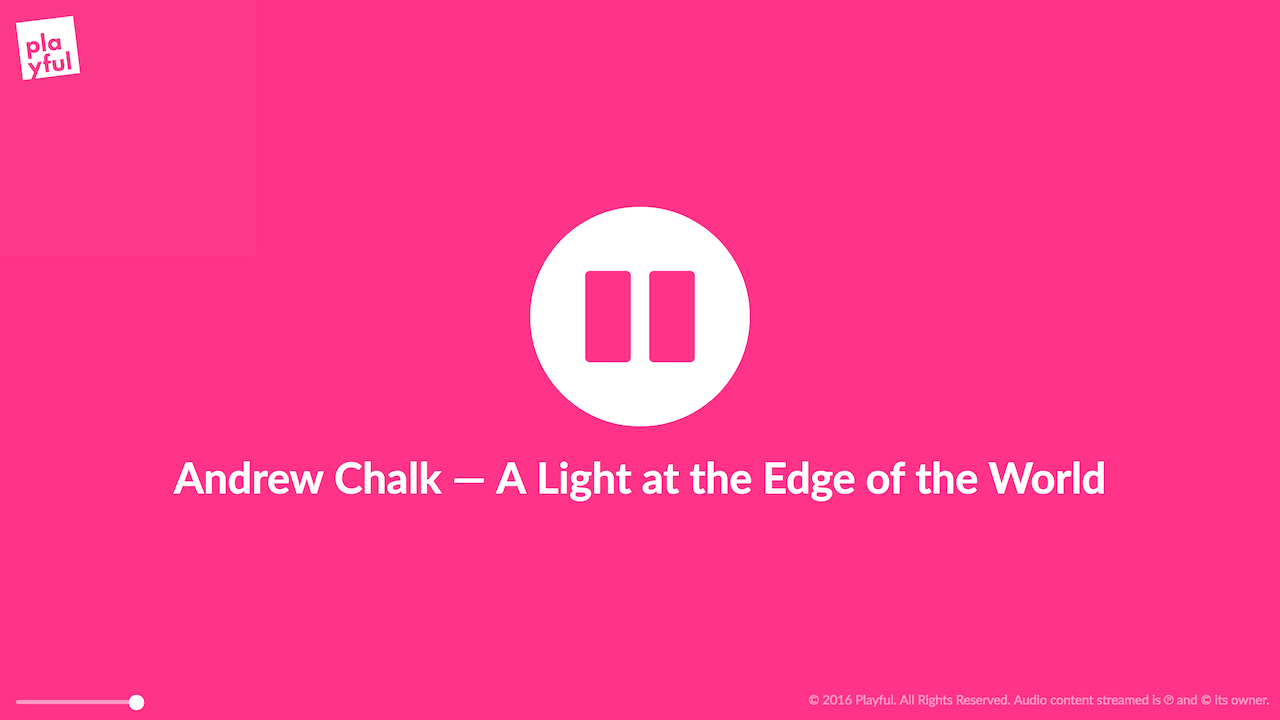 pla
yful
Andrew Chalk — A Light at the Edge of the World
© 2016 Playful. All Rights Reserved. Audio content streamed is ℗ and © its owner.